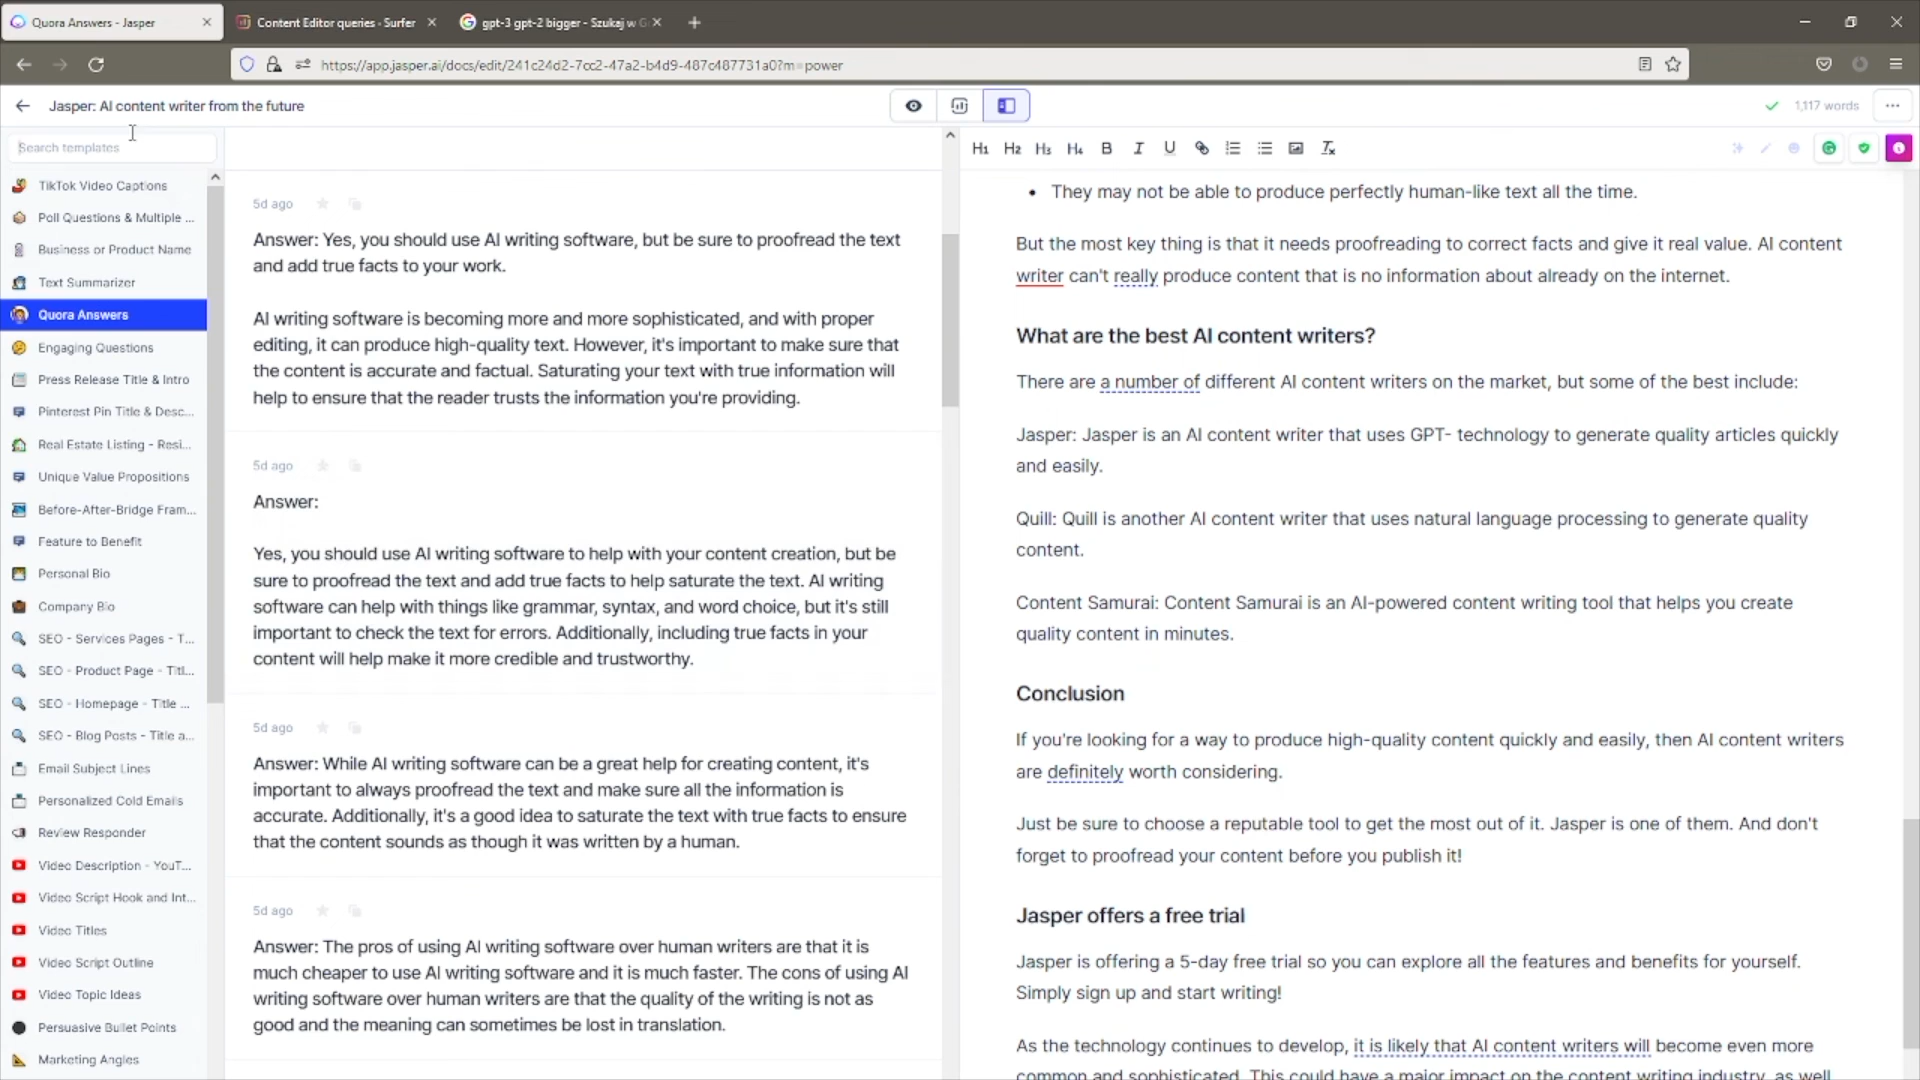 Quora Answers - Jasper
Content Editor queries · Surfer
gpt-3 gpt-2 bigger - Szukaj w G
https://app.jasper.ai/docs/edit/241c24d2-7cc2-47a2-b4d9-487c487731a0?m=power
Jasper: AI content writer from the future
1,117 words
Search templates
TikTok Video Captions
Poll Questions & Multiple ...
Business or Product Name
Text Summarizer
Quora Answers
Engaging Questions
Press Release Title & Intro
Pinterest Pin Title & Desc...
Real Estate Listing - Resi...
Unique Value Propositions
Before-After-Bridge Fram...
Feature to Benefit
Personal Bio
Company Bio
SEO - Services Pages - T...
SEO - Product Page - Titl...
SEO - Homepage - Title ...
SEO - Blog Posts - Title a...
Email Subject Lines
Personalized Cold Emails
Review Responder
Video Description - YouT...
Video Script Hook and Int...
Video Titles
Video Script Outline
Video Topic Ideas
Persuasive Bullet Points
Marketing Angles
5d ago
Answer: Yes, you should use AI writing software, but be sure to proofread the text
and add true facts to your work.
AI writing software is becoming more and more sophisticated, and with proper
editing, it can produce high-quality text. However, it's important to make sure that
the content is accurate and factual. Saturating your text with true information will
help to ensure that the reader trusts the information you're providing.
5d ago
Answer:
Yes, you should use AI writing software to help with your content creation, but be
sure to proofread the text and add true facts to help saturate the text. AI writing
software can help with things like grammar, syntax, and word choice, but it's still
important to check the text for errors. Additionally, including true facts in your
content will help make it more credible and trustworthy.
5d ago
Answer: While AI writing software can be a great help for creating content, it's
important to always proofread the text and make sure all the information is
accurate. Additionally, it's a good idea to saturate the text with true facts to ensure
that the content sounds as though it was written by a human.
5d ago
Answer: The pros of using AI writing software over human writers are that it is
much cheaper to use AI writing software and it is much faster. The cons of using AI
writing software over human writers are that the quality of the writing is not as
good and the meaning can sometimes be lost in translation.
H1 H2 H3 H4 B I U
• They may not be able to produce perfectly human-like text all the time.
But the most key thing is that it needs proofreading to correct facts and give it real value. AI content
writer can't really produce content that is no information about already on the internet.
What are the best AI content writers?
There are a number of different AI content writers on the market, but some of the best include:
Jasper: Jasper is an AI content writer that uses GPT- technology to generate quality articles quickly
and easily.
Quill: Quill is another AI content writer that uses natural language processing to generate quality
content.
Content Samurai: Content Samurai is an AI-powered content writing tool that helps you create
quality content in minutes.
Conclusion
If you're looking for a way to produce high-quality content quickly and easily, then AI content writers
are definitely worth considering.
Just be sure to choose a reputable tool to get the most out of it. Jasper is one of them. And don't
forget to proofread your content before you publish it!
Jasper offers a free trial
Jasper is offering a 5-day free trial so you can explore all the features and benefits for yourself.
Simply sign up and start writing!
As the technology continues to develop, it is likely that AI content writers will become even more
common and sophisticated. This could have a major impact on the content writing industry, as well